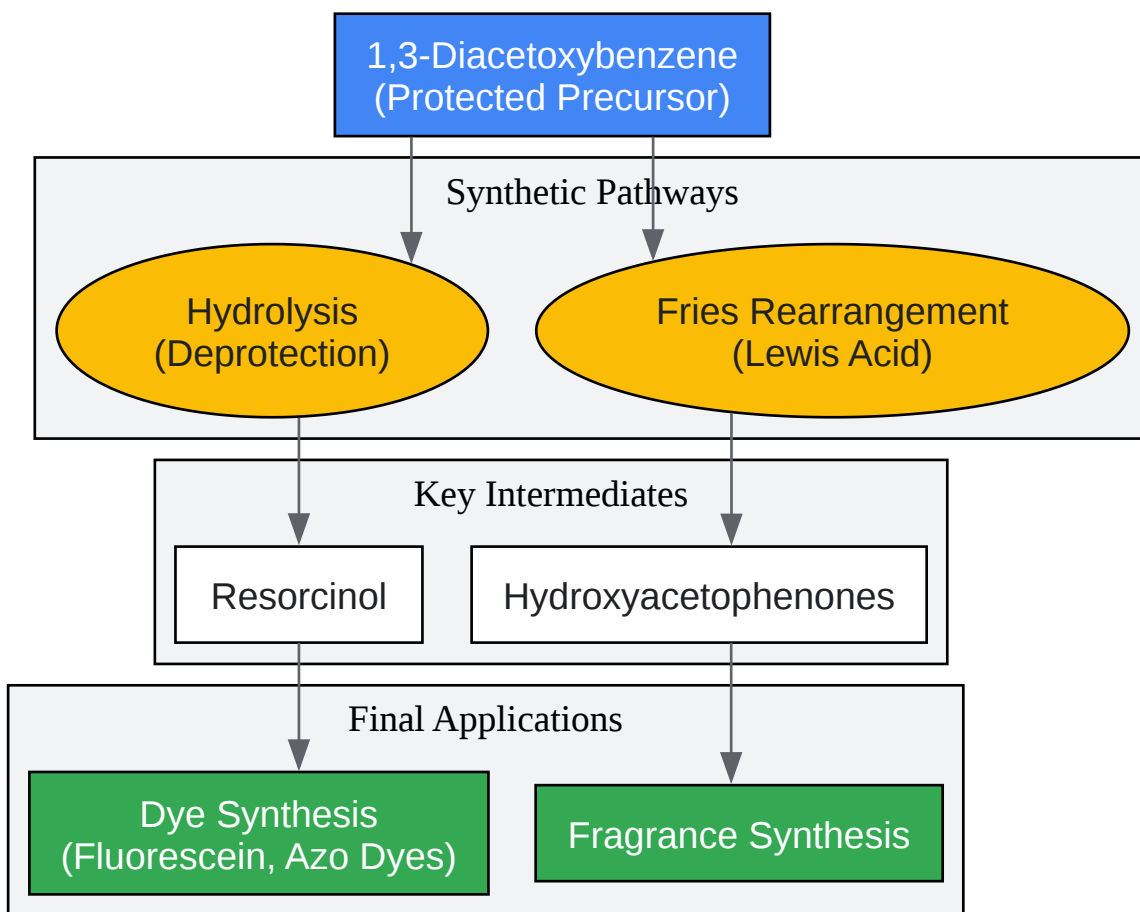 1,3-Diacetoxybenzene
(Protected Precursor)
Synthetic Pathways
Hydrolysis
(Deprotection)
Fries Rearrangement
(Lewis Acid)
Key Intermediates
Resorcinol
Hydroxyacetophenones
Final Applications
Dye Synthesis
(Fluorescein, Azo Dyes)
Fragrance Synthesis